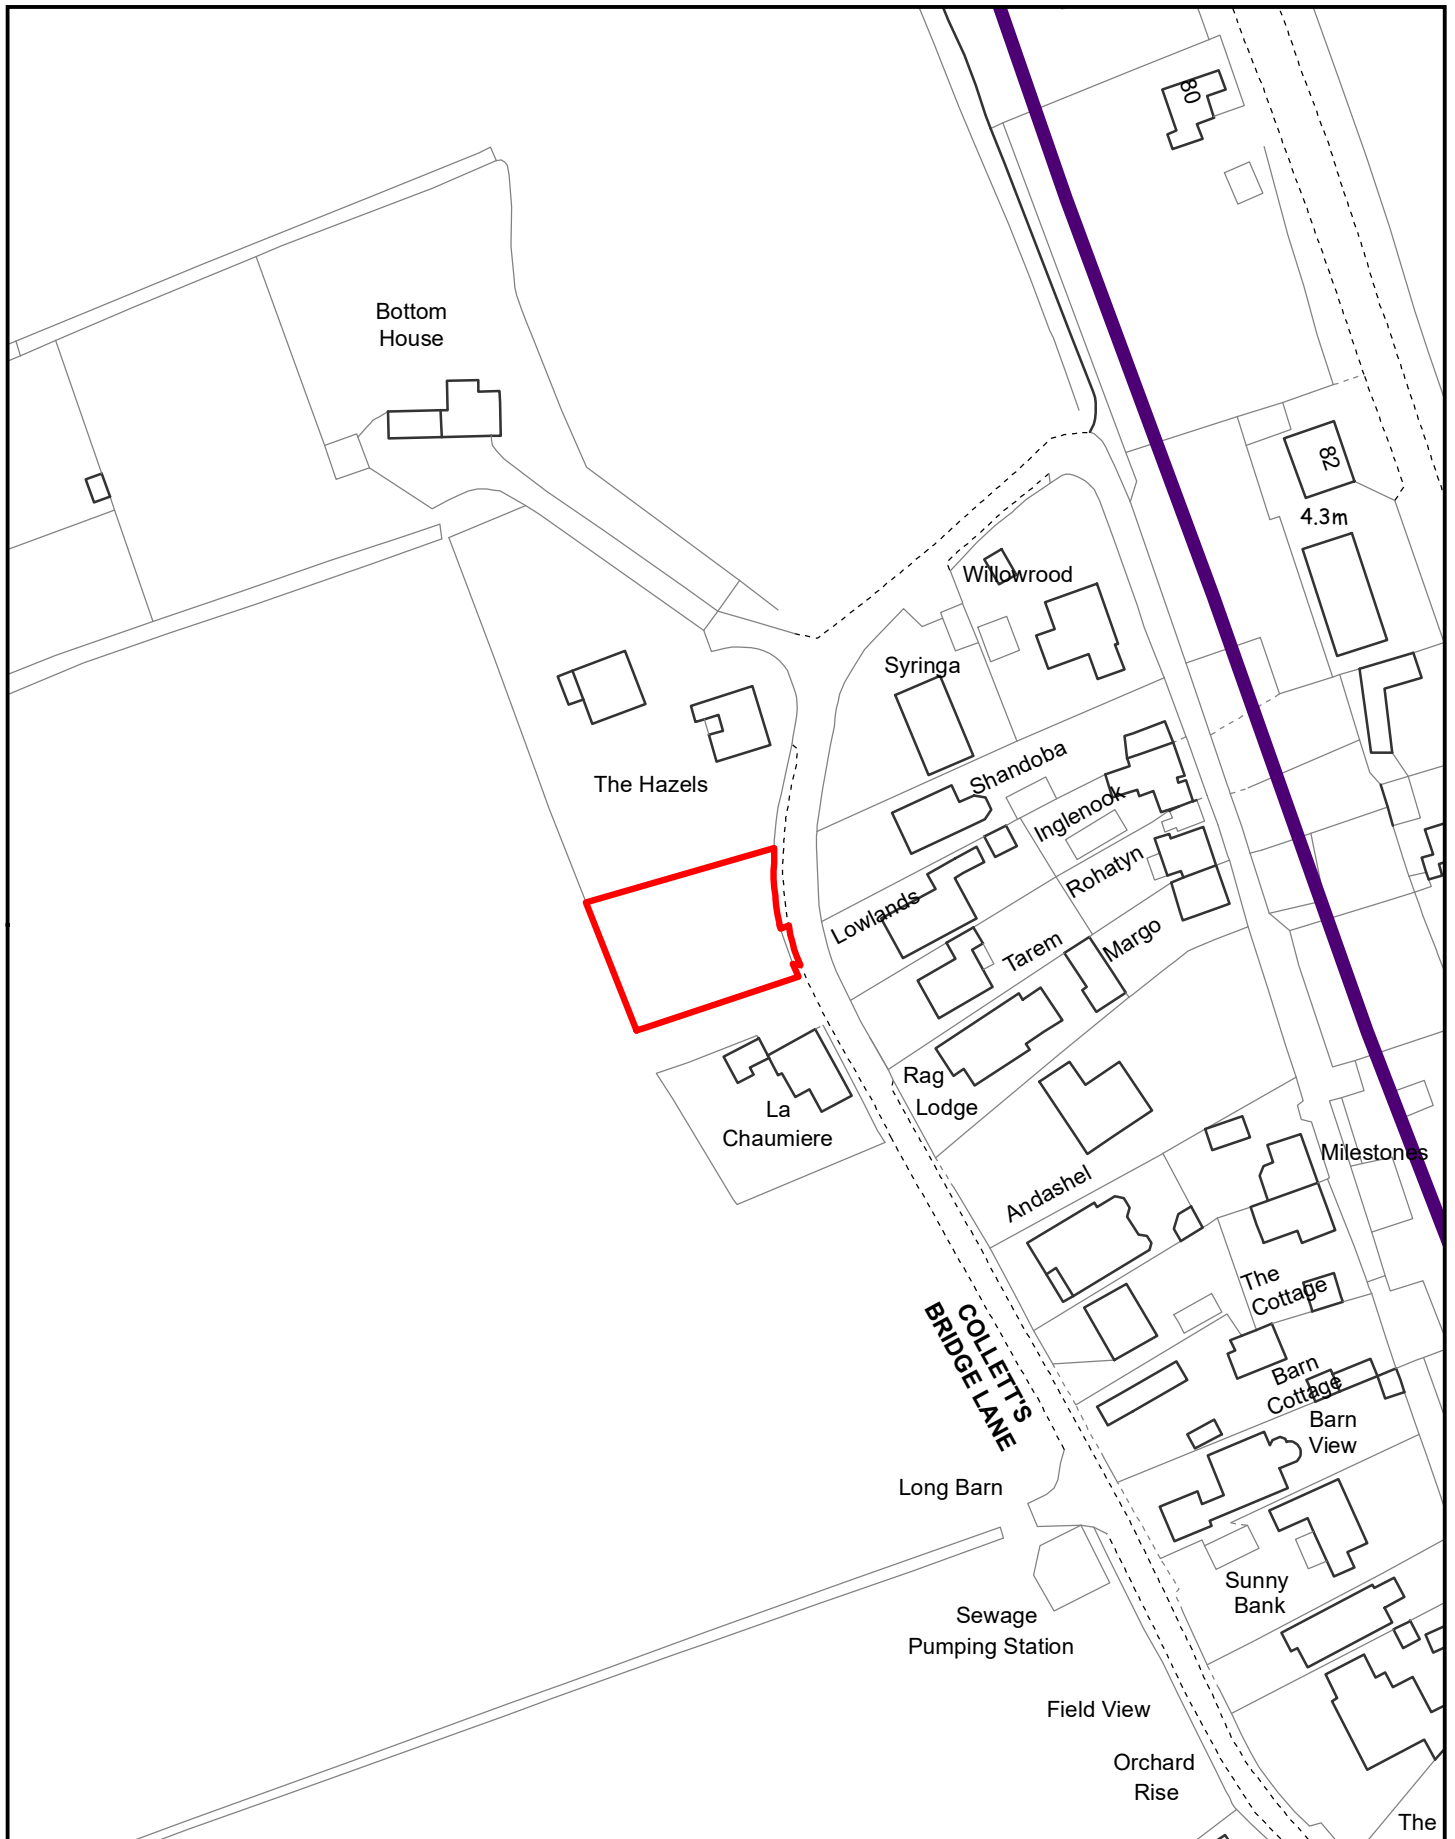 80
Bottom
House
82
4.3m
Willowrood
Syringa
Shandoba
The Hazels
Inglenook
Rohatyn
Lowlands
Tarem
Margo
Rag
Lodge
La
Chaumiere
Milestones
Andashel
The
Cottage
COLLETT'S
BRIDGE LANE
Barn
Cottage
Barn
View
Long Barn
Sunny
Bank
Sewage
Pumping Station
Field View
Orchard
Rise
The